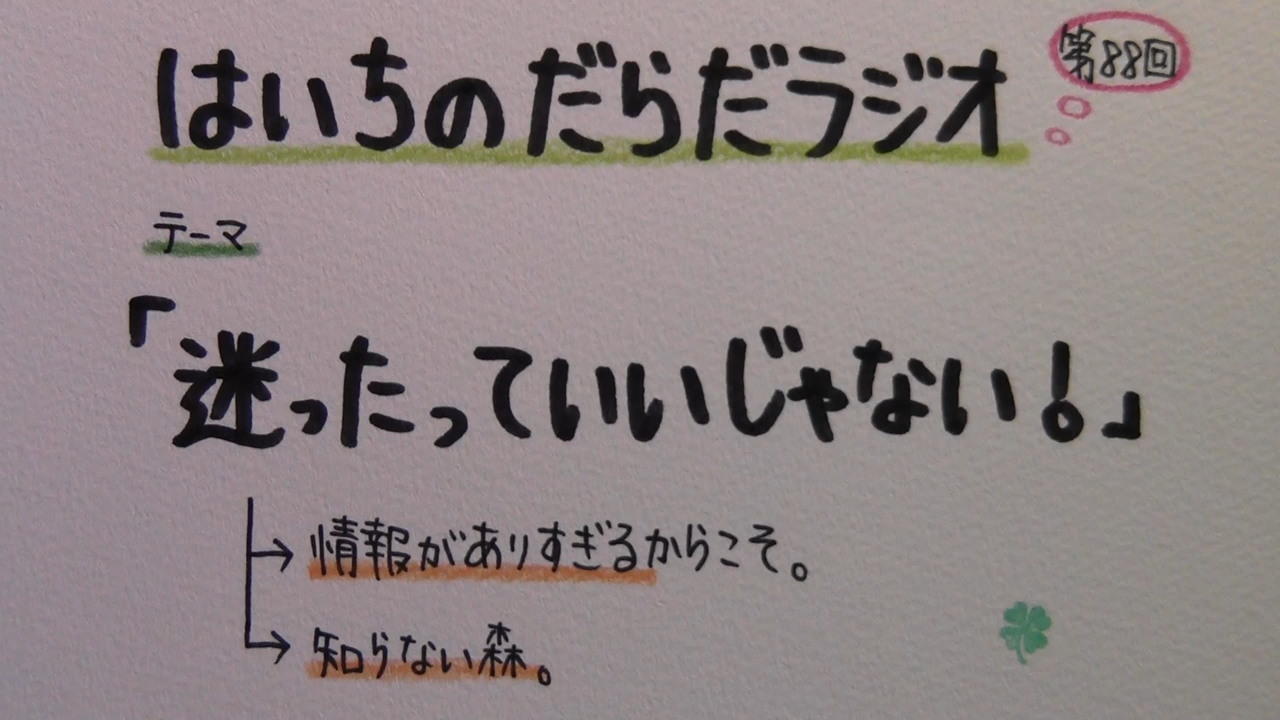 はいちのだらだラジオ 第88回
テーマ
「迷ったっていいじゃない!」
情報がありすぎるからこそ。
知らない森。